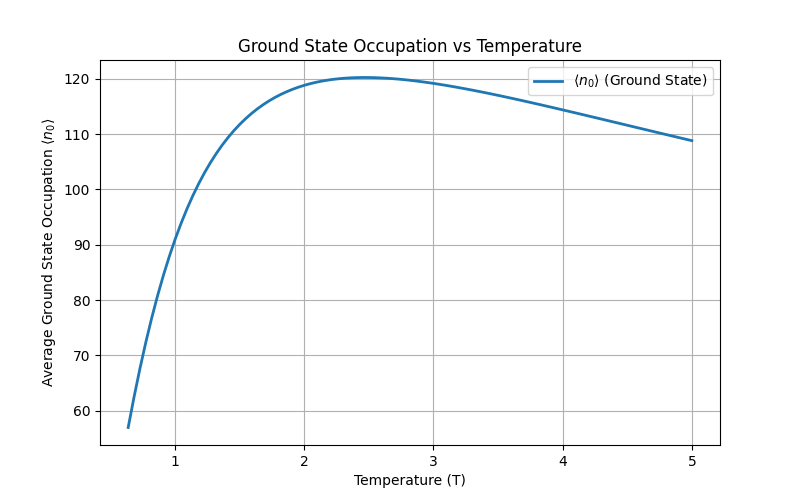 Ground State Occupation vs Temperature
⟨n₀⟩ (Ground State)
Average Ground State Occupation ⟨n₀⟩
120
110
100
90
80
70
60
1 2 3 4 5
Temperature (T)